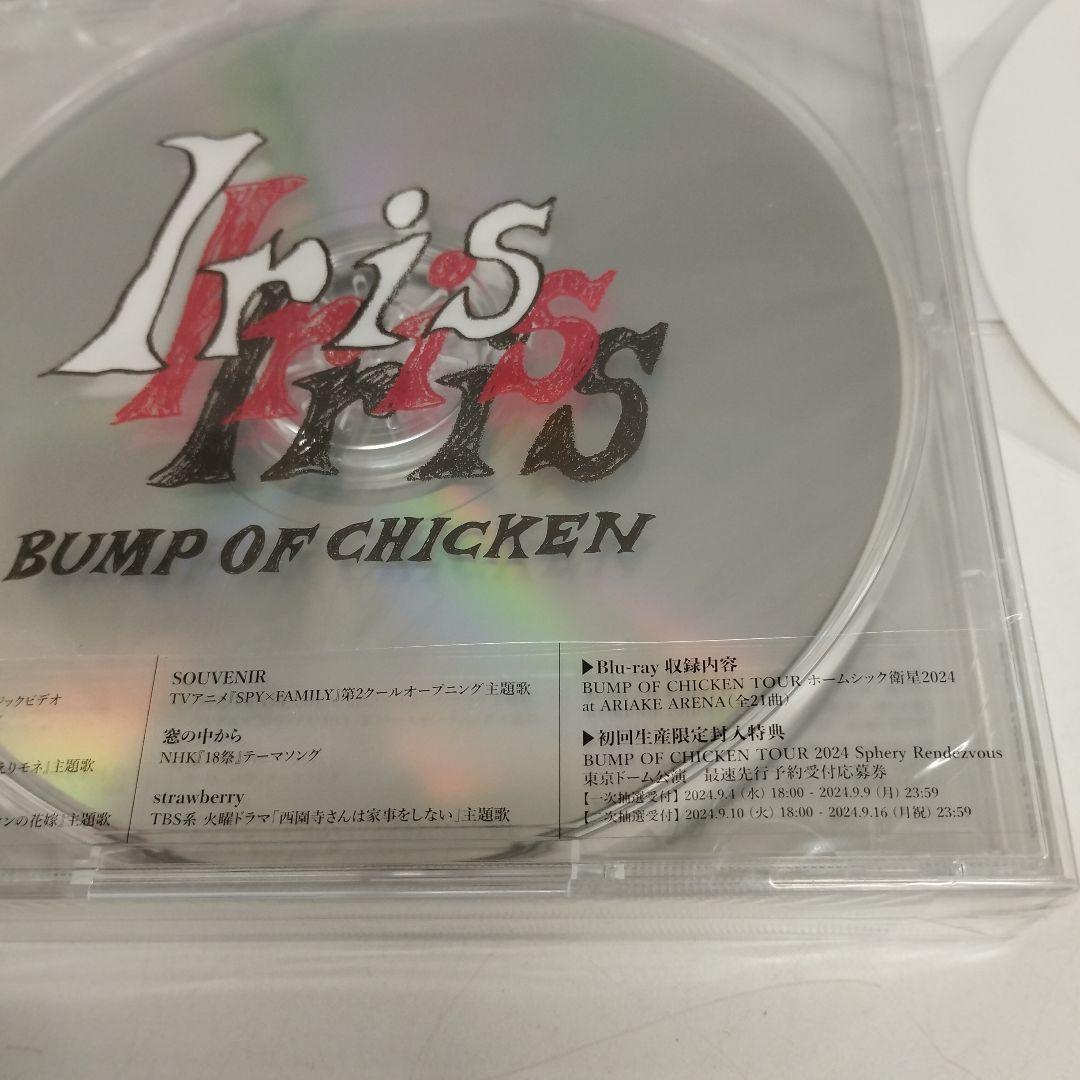 Iris
Iris
Iris
BUMP OF CHICKEN
ジックビデオ
えりモネ』主題歌
ンの花嫁』主題歌
SOUVENIR
TVアニメ『SPY×FAMILY』第2クールオープニング主題歌
窓の中から
NHK『18祭』テーマソング
strawberry
TBS系 火曜ドラマ「西園寺さんは家事をしない」主題歌
▶Blu-ray 収録内容
BUMP OF CHICKEN TOUR ホームシック衛星2024
at ARIAKE ARENA（全21曲）
▶初回生産限定封入特典
BUMP OF CHICKEN TOUR 2024 Sphery Rendezvous
東京ドーム公演　最速先行予約受付応募券
【一次抽選受付】2024.9.4（水）18:00 - 2024.9.9（月）23:59
【二次抽選受付】2024.9.10（火）18:00 - 2024.9.16（月祝）23:59